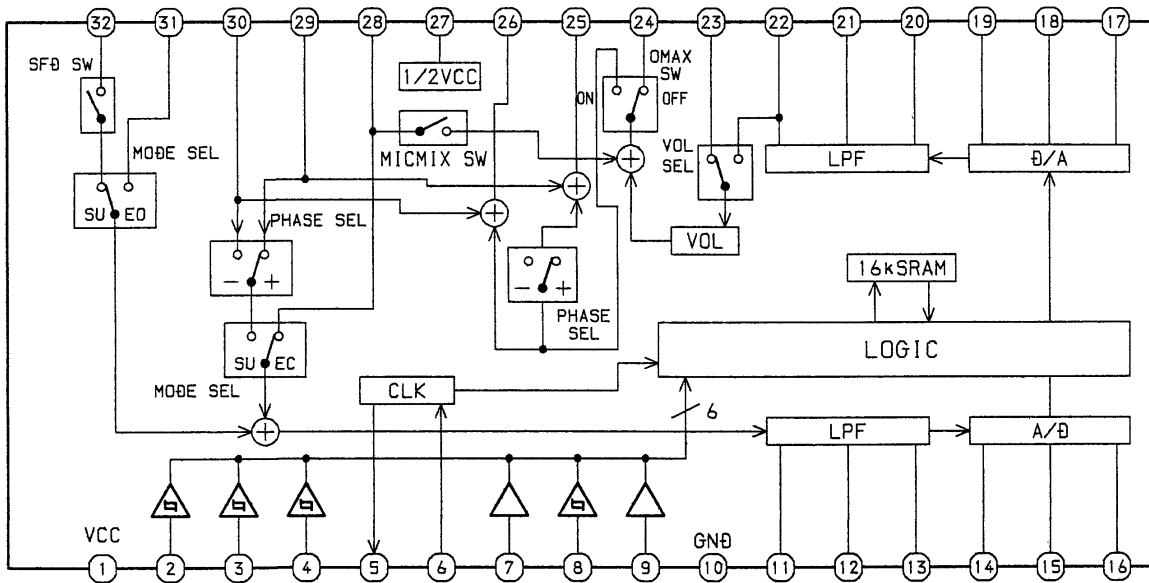 32 31 30 29 28 27 26 25 24 23 22 21 20 19 18 17
SFD SW
1/2VCC
OMAX
SW
ON
OFF
MODE SEL
MICMIX SW
VOL
SEL
LPF
D/A
SU EO
PHASE SEL
VOL
- +
- +
16kSRAM
PHASE
SEL
SU EC
LOGIC
MODE SEL
CLK
6
LPF
A/D
VCC
GND
1 2 3 4 5 6 7 8 9 10 11 12 13 14 15 16